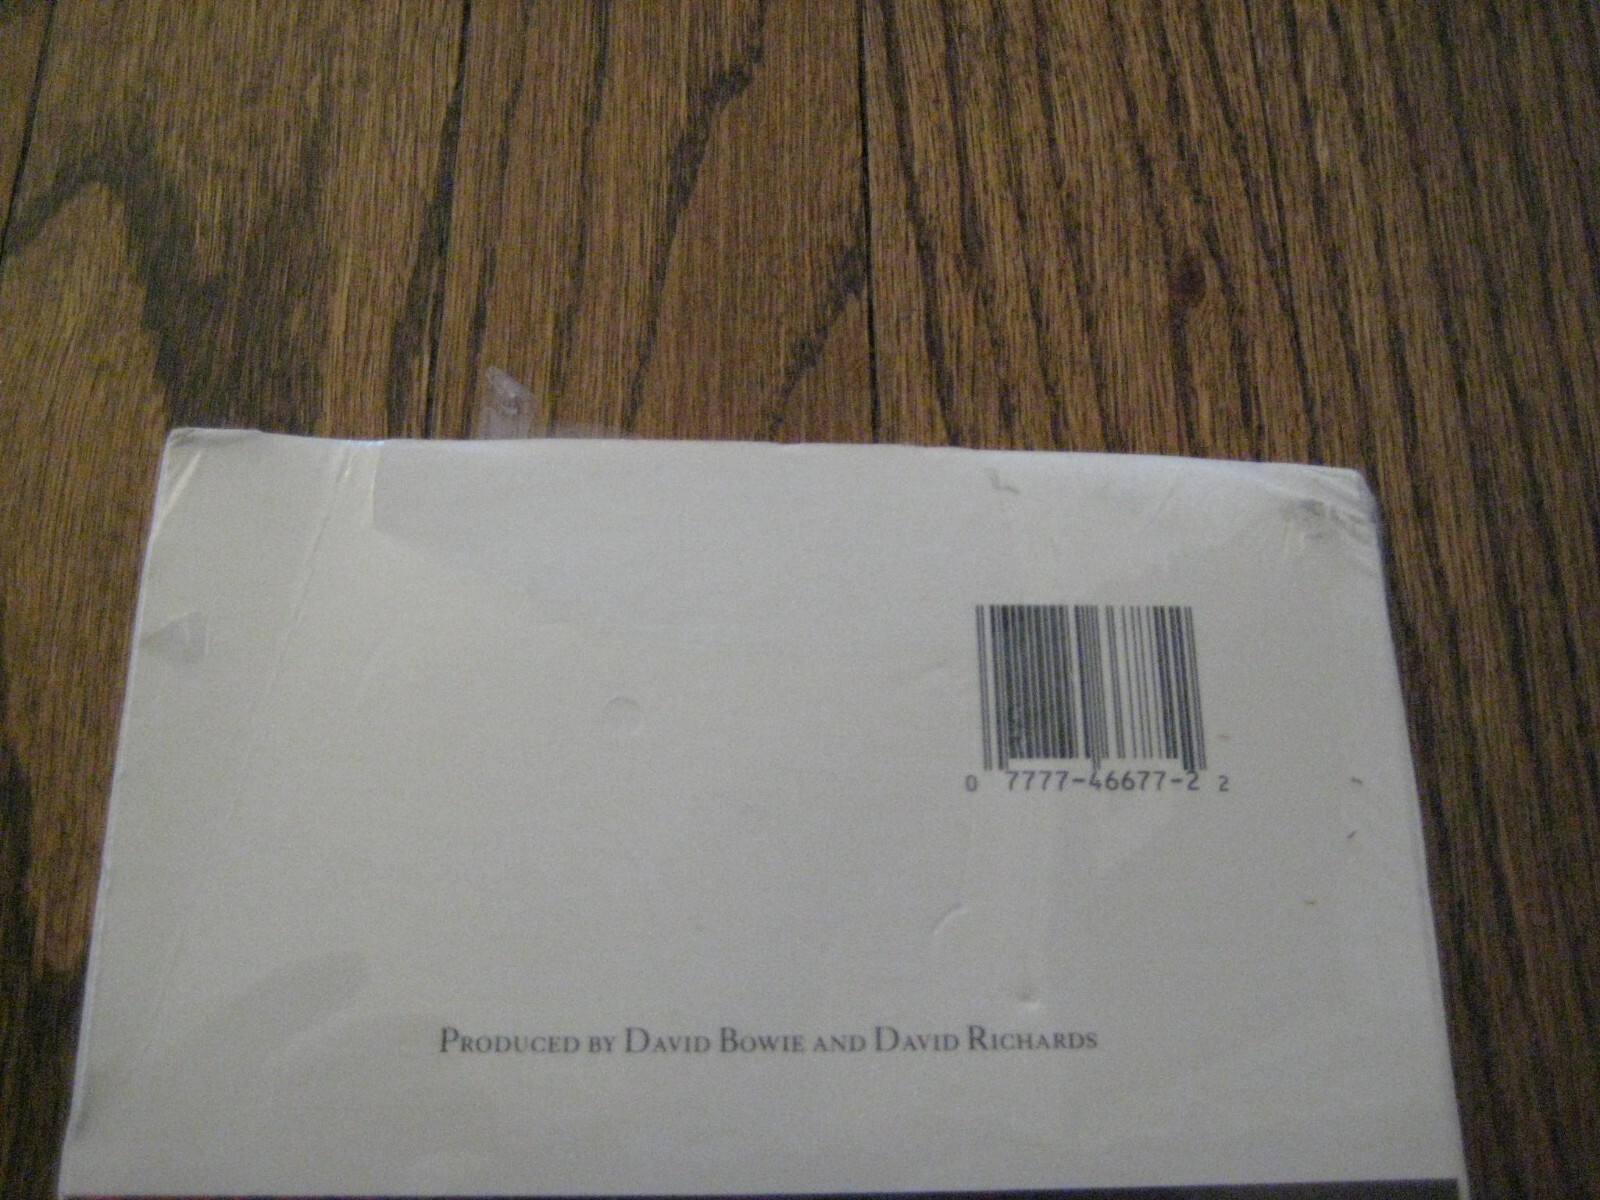 0 7777-46677-2 2
PRODUCED BY DAVID BOWIE AND DAVID RICHARDS